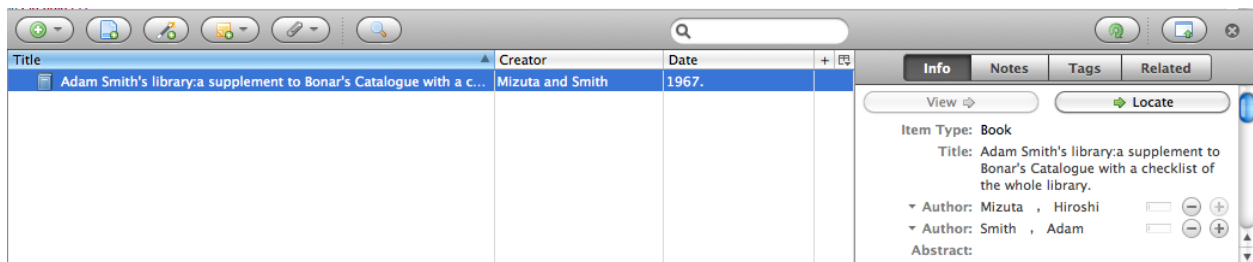 Title Creator Date +
Adam Smith's library:a supplement to Bonar's Catalogue with a c... Mizuta and Smith 1967.
Info Notes Tags Related
View Locate
Item Type: Book
Title: Adam Smith's library:a supplement to
Bonar's Catalogue with a checklist of
the whole library.
Author: Mizuta , Hiroshi
Author: Smith , Adam
Abstract: